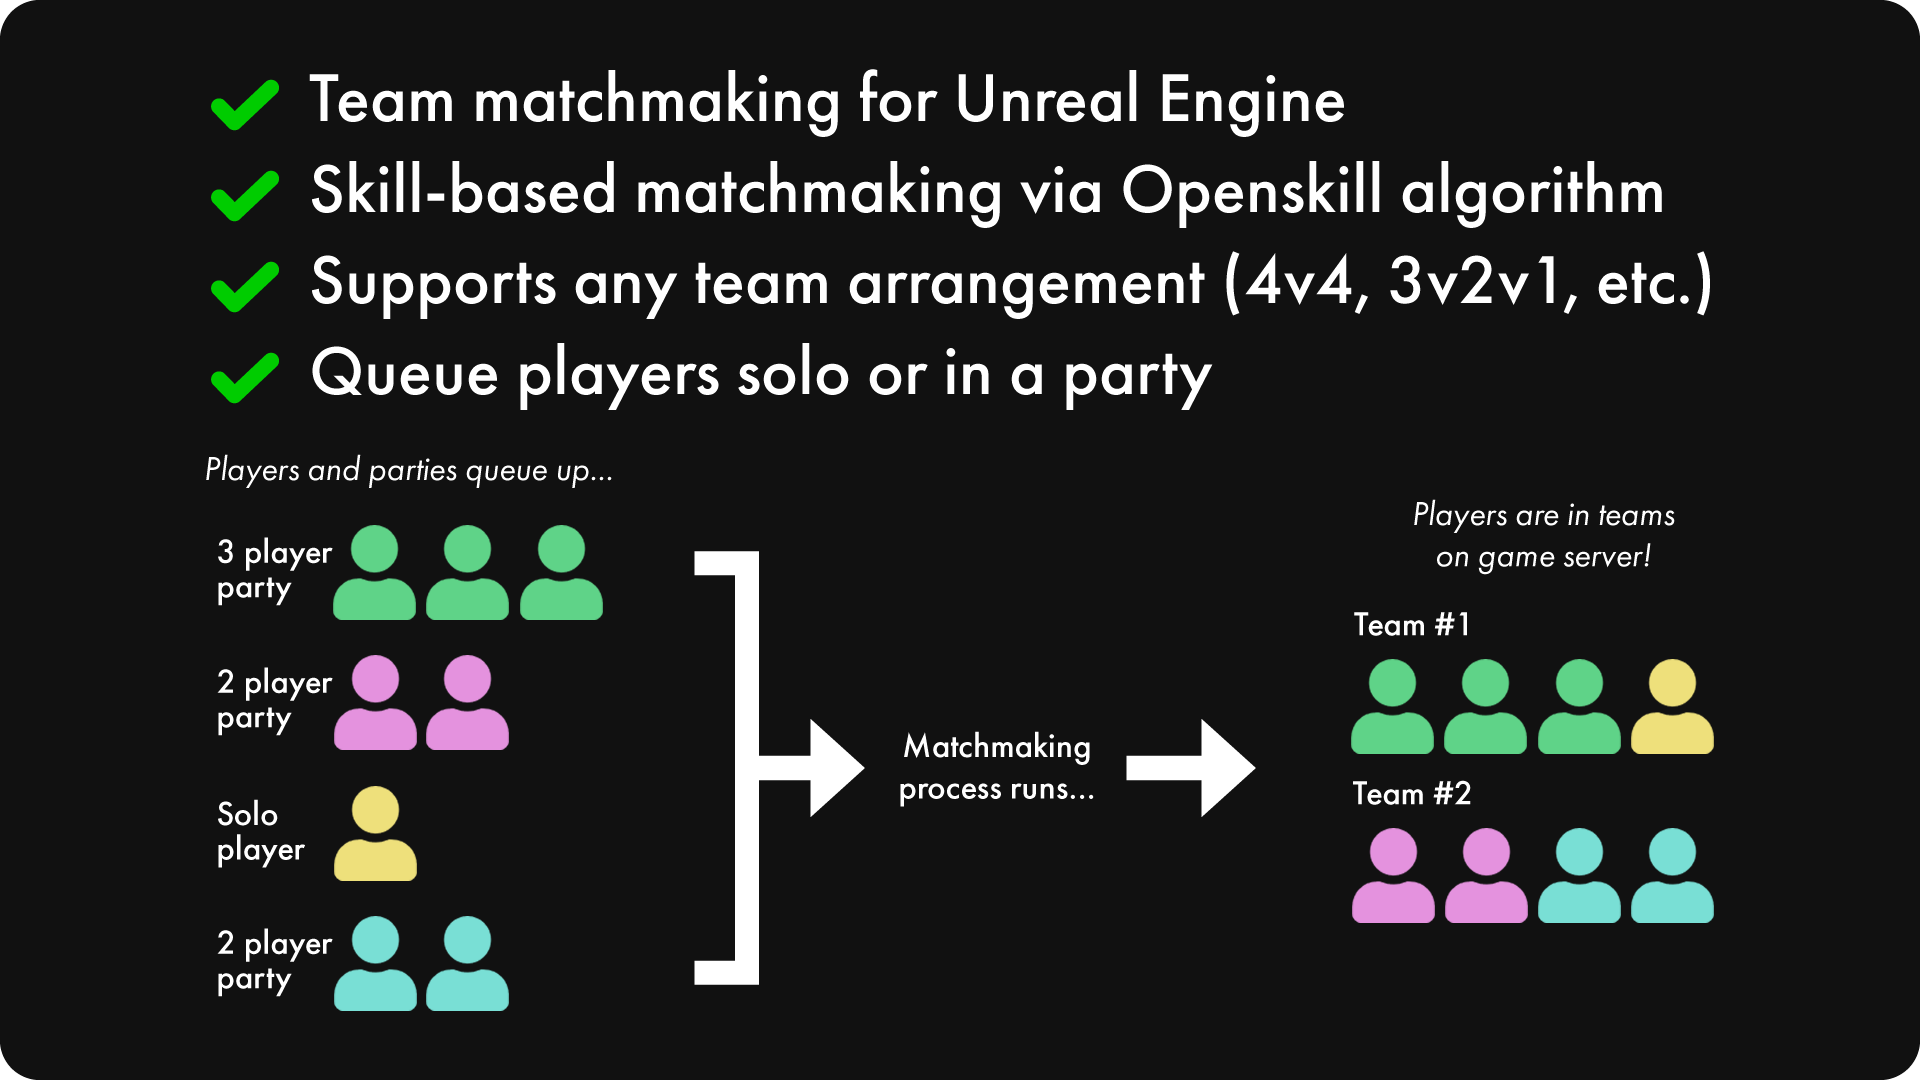 Team matchmaking for Unreal Engine
Skill-based matchmaking via Openskill algorithm
Supports any team arrangement (4v4, 3v2v1, etc.)
Queue players solo or in a party
Players and parties queue up...
3 player
party
2 player
party
Solo
player
2 player
party
Matchmaking
process runs...
Players are in teams
on game server!
Team #1
Team #2